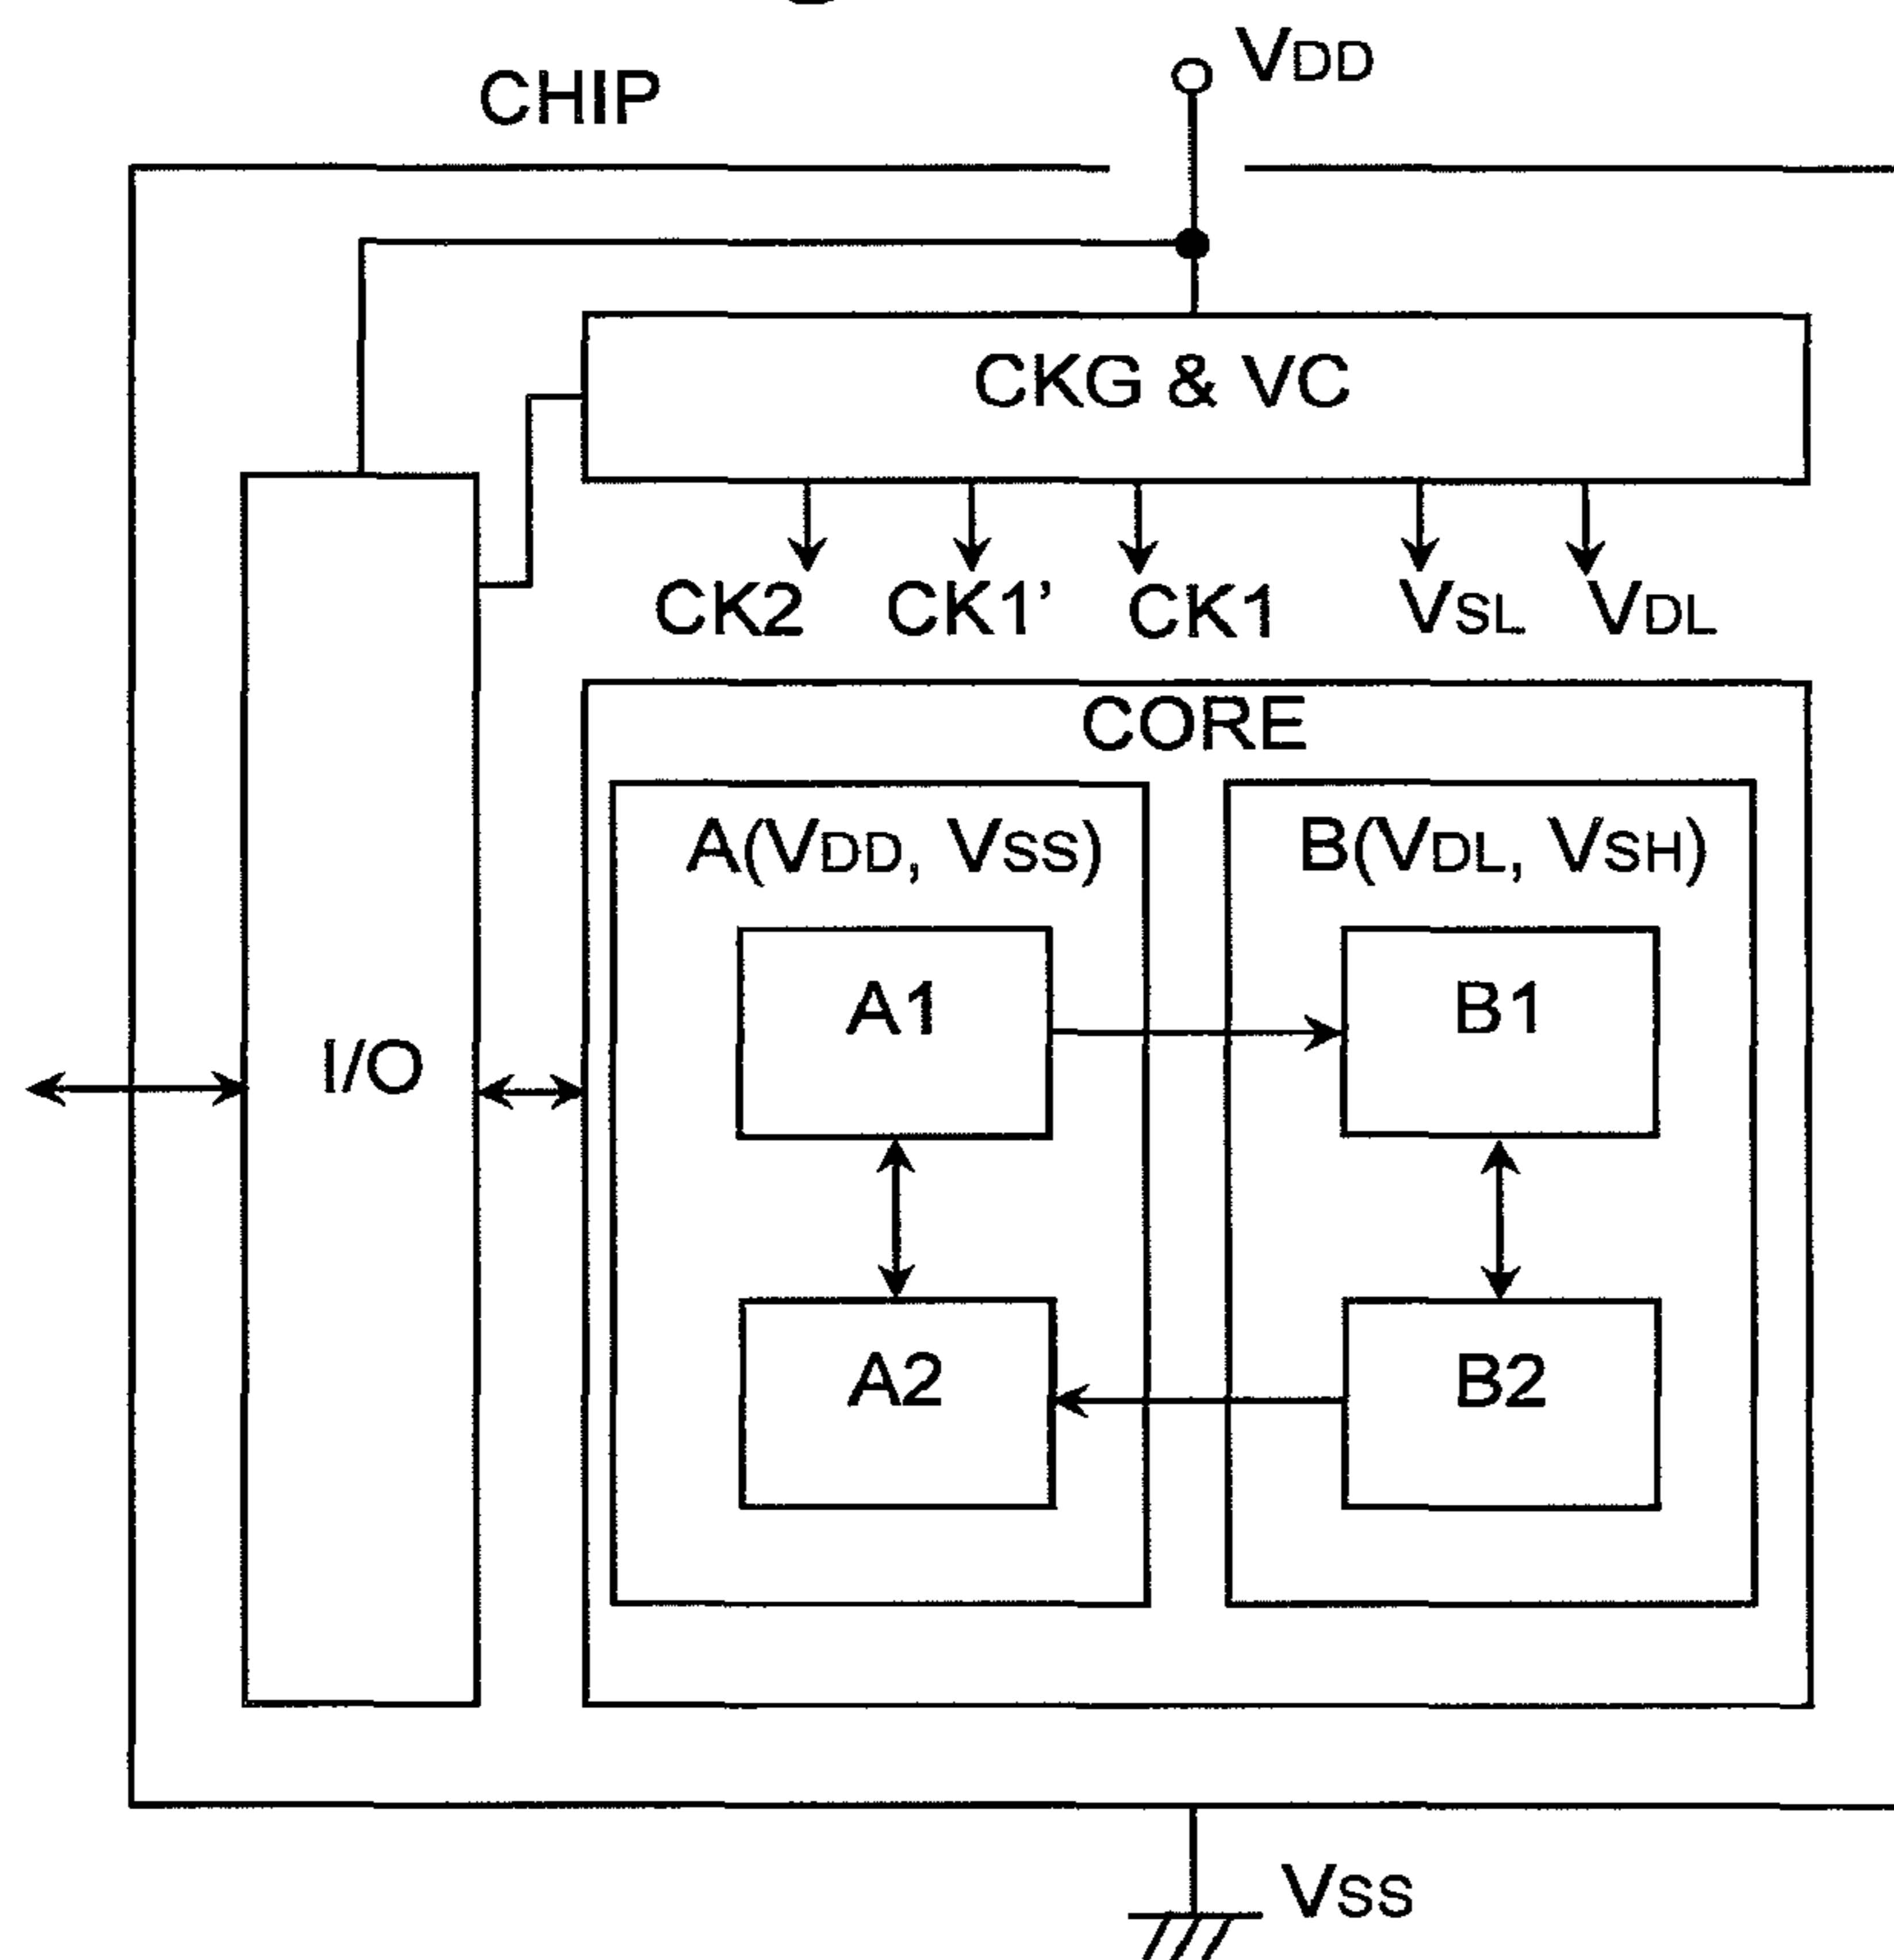 VDD
CHIP
CKG & VC
CK2 CK1’ CK1 VSL VDL
CORE
A(VDD, VSS) B(VDL, VSH)
A1 B1
I/O
A2 B2
VSS